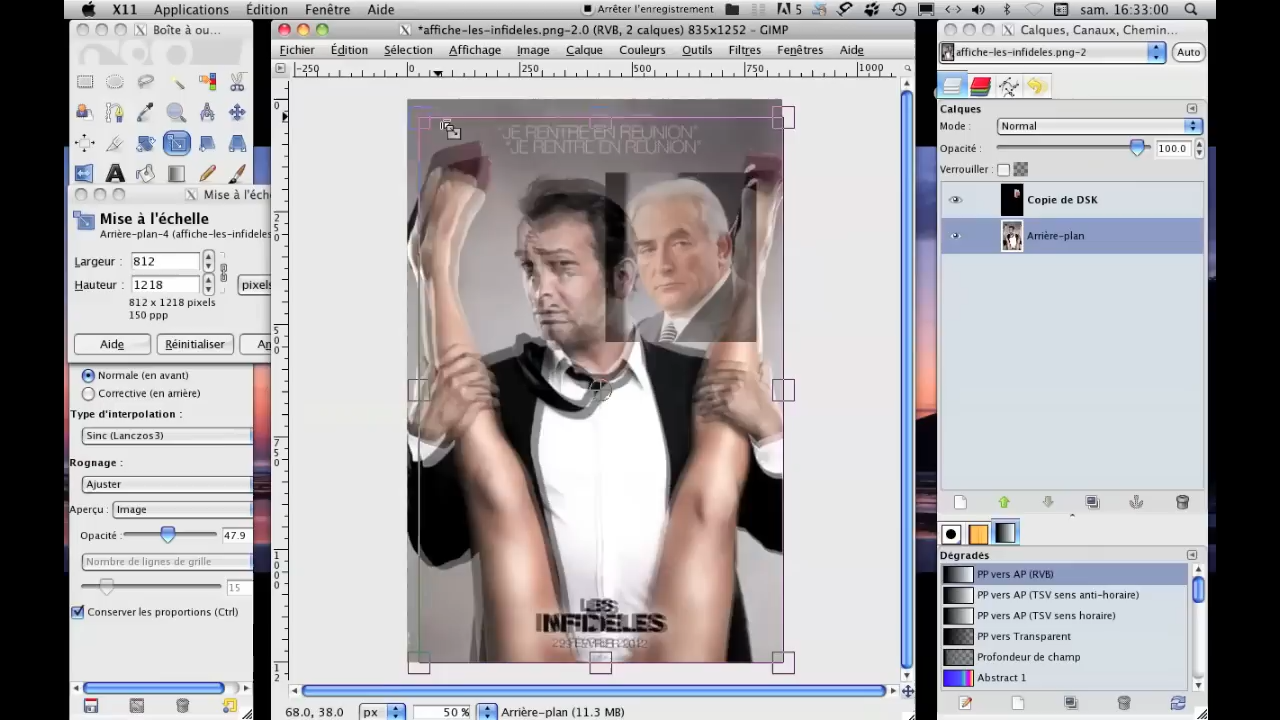 X11 Applications Édition Fenêtre Aide Arrêter l'enregistrement 5 sam. 16:33:00
Boîte à ou...
*affiche-les-infideles.png-2.0 (RVB, 2 calques) 835x1252 – GIMP
Calques, Canaux, Chemin...
Fichier Édition Sélection Affichage Image Calque Couleurs Outils Filtres Fenêtres Aide
affiche-les-infideles.png-2 Auto
-250 0 250 500 750 1000
Calques
Mode : Normal
Opacité : 100.0
Verrouiller :
Copie de DSK
Arrière-plan
"JE RENTRE EN REUNION"
"JE RENTRE EN REUNION"
Mise à l'éche
Mise à l'échelle
Arrière-plan-4 (affiche-les-infideles
Largeur : 812
Hauteur : 1218 pixels
812 x 1218 pixels
150 ppp
Aide Réinitialiser An
Normale (en avant)
Corrective (en arrière)
Type d'interpolation :
Sinc (Lanczos3)
Rognage :
Ajuster
Aperçu : Image
Opacité : 47.9
Nombre de lignes de grille
15
Conserver les proportions (Ctrl)
LES
INFIDELES
Dégradés
PP vers AP (RVB)
PP vers AP (TSV sens anti-horaire)
PP vers AP (TSV sens horaire)
PP vers Transparent
Profondeur de champ
Abstract 1
68.0, 38.0 px 50 % Arrière-plan (11.3 MB)